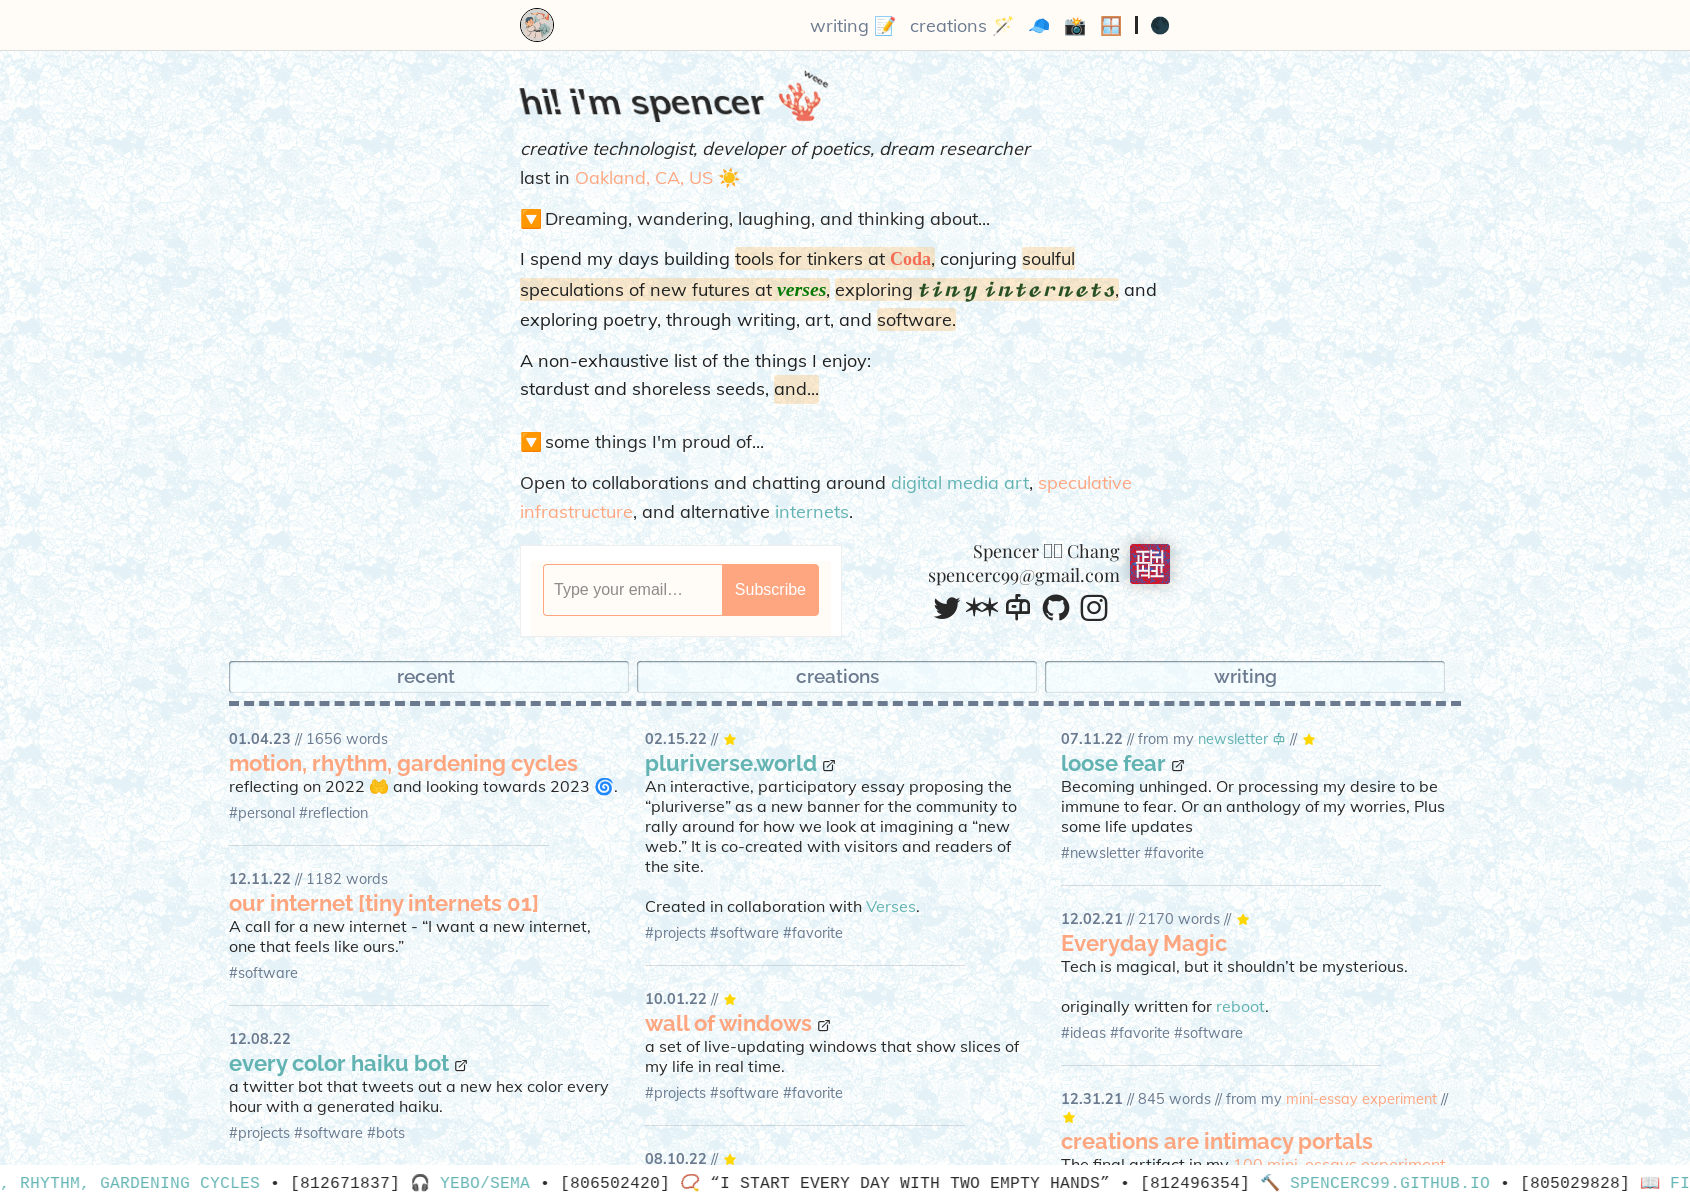 writing 📝 creations 🪄 🧢 📸 🪟 | 🌑
weee
hi! i'm spencer
creative technologist, developer of poetics, dream researcher
last in Oakland, CA, US ☀️
🔽 Dreaming, wandering, laughing, and thinking about...
I spend my days building tools for tinkers at Coda, conjuring soulful
speculations of new futures at verses, exploring tiny internets, and
exploring poetry, through writing, art, and software.
A non-exhaustive list of the things I enjoy:
stardust and shoreless seeds, and...
🔽 some things I'm proud of...
Open to collaborations and chatting around digital media art, speculative
infrastructure, and alternative internets.
Type your email…
Subscribe
Spencer Chang
spencerc99@gmail.com
recent
creations
writing
01.04.23 // 1656 words
motion, rhythm, gardening cycles
reflecting on 2022 🤲 and looking towards 2023 🌀.
#personal #reflection
12.11.22 // 1182 words
our internet [tiny internets 01]
A call for a new internet - “I want a new internet,
one that feels like ours.”
#software
12.08.22
every color haiku bot
a twitter bot that tweets out a new hex color every
hour with a generated haiku.
#projects #software #bots
02.15.22 // ⭐
pluriverse.world
An interactive, participatory essay proposing the
“pluriverse” as a new banner for the community to
rally around for how we look at imagining a “new
web.” It is co-created with visitors and readers of
the site.
Created in collaboration with Verses.
#projects #software #favorite
10.01.22 // ⭐
wall of windows
a set of live-updating windows that show slices of
my life in real time.
#projects #software #favorite
08.10.22 // ⭐
07.11.22 // from my newsletter // ⭐
loose fear
Becoming unhinged. Or processing my desire to be
immune to fear. Or an anthology of my worries, Plus
some life updates
#newsletter #favorite
12.02.21 // 2170 words // ⭐
Everyday Magic
Tech is magical, but it shouldn’t be mysterious.
originally written for reboot.
#ideas #favorite #software
12.31.21 // 845 words // from my mini-essay experiment //
⭐
creations are intimacy portals
The final artifact in my 100 mini-essays experiment
, RHYTHM, GARDENING CYCLES • [812671837] 🎧 YEBO/SEMA • [806502420] 📿 “I START EVERY DAY WITH TWO EMPTY HANDS” • [812496354] 🔨 SPENCERC99.GITHUB.IO • [805029828] 📖 FI